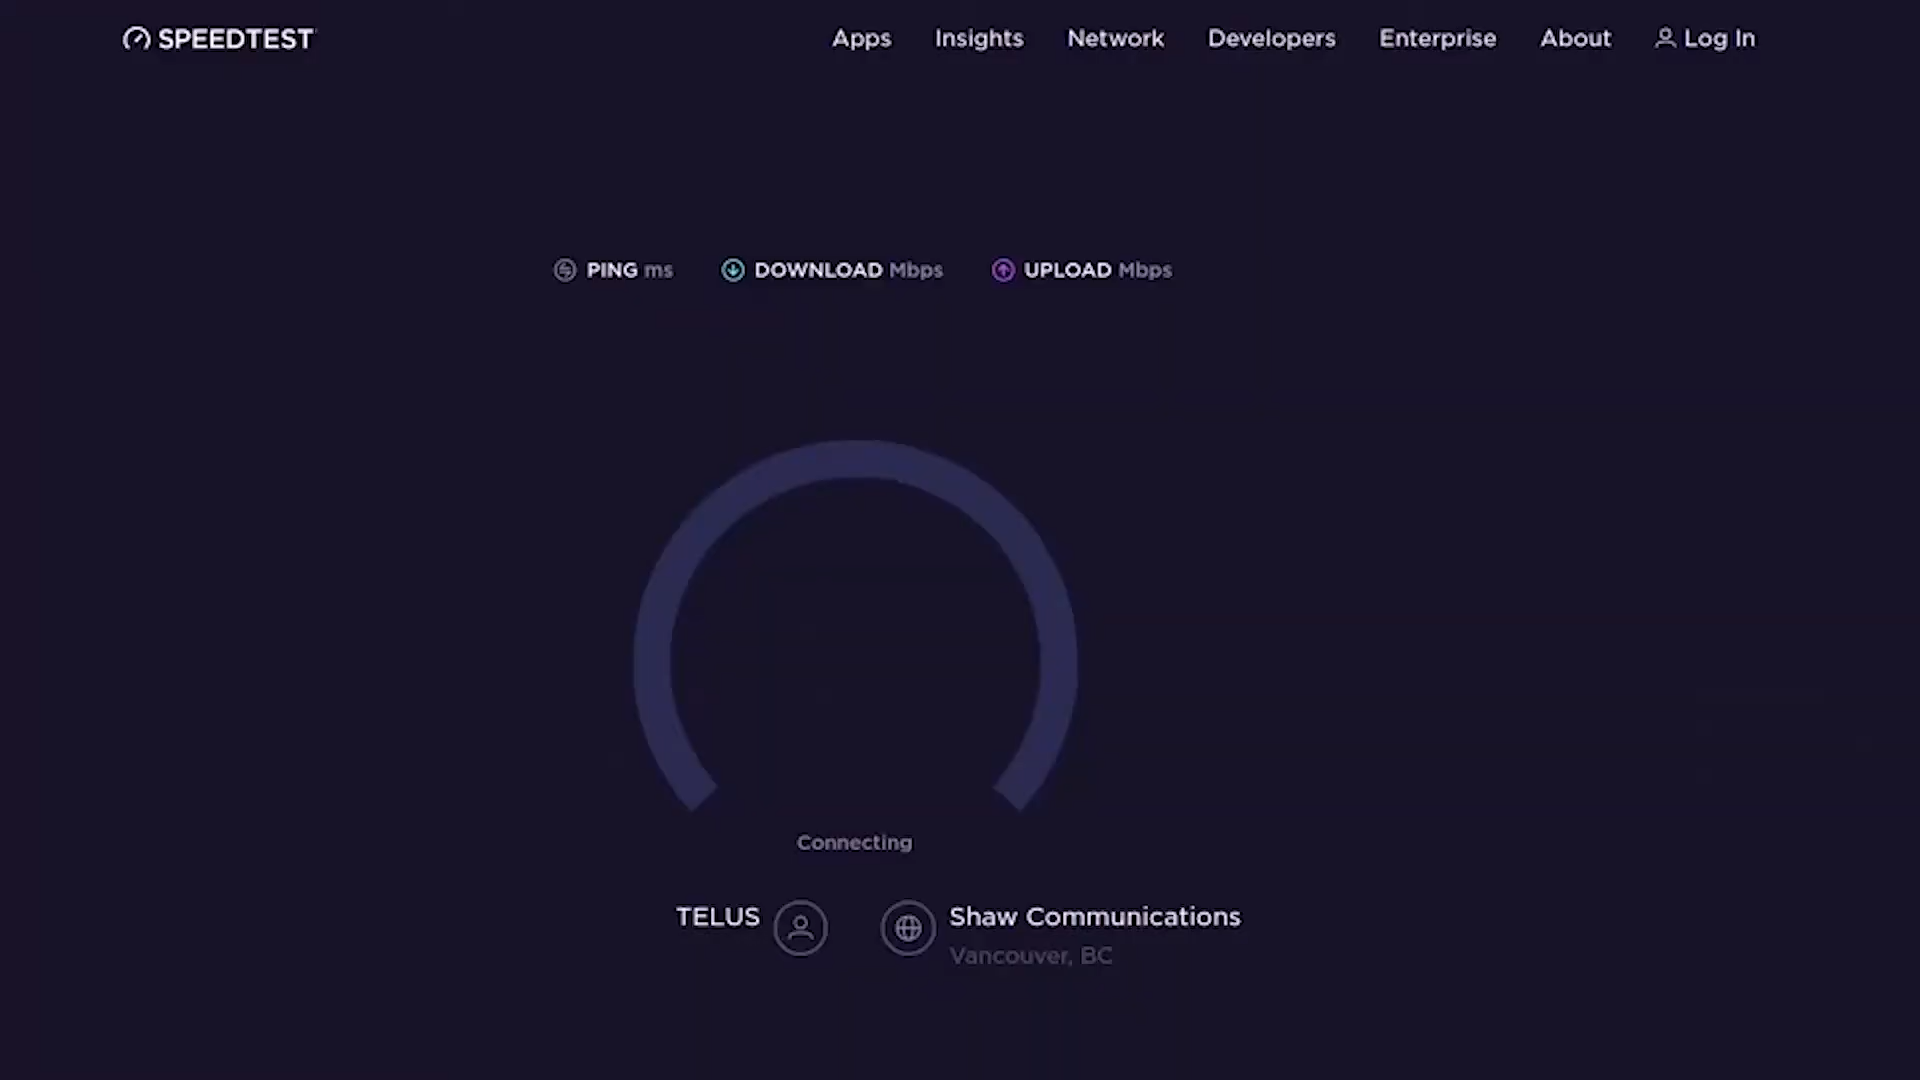 SPEEDTEST
Apps Insights Network Developers Enterprise About Log In
PING ms DOWNLOAD Mbps UPLOAD Mbps
Connecting
TELUS Shaw Communications
Vancouver, BC